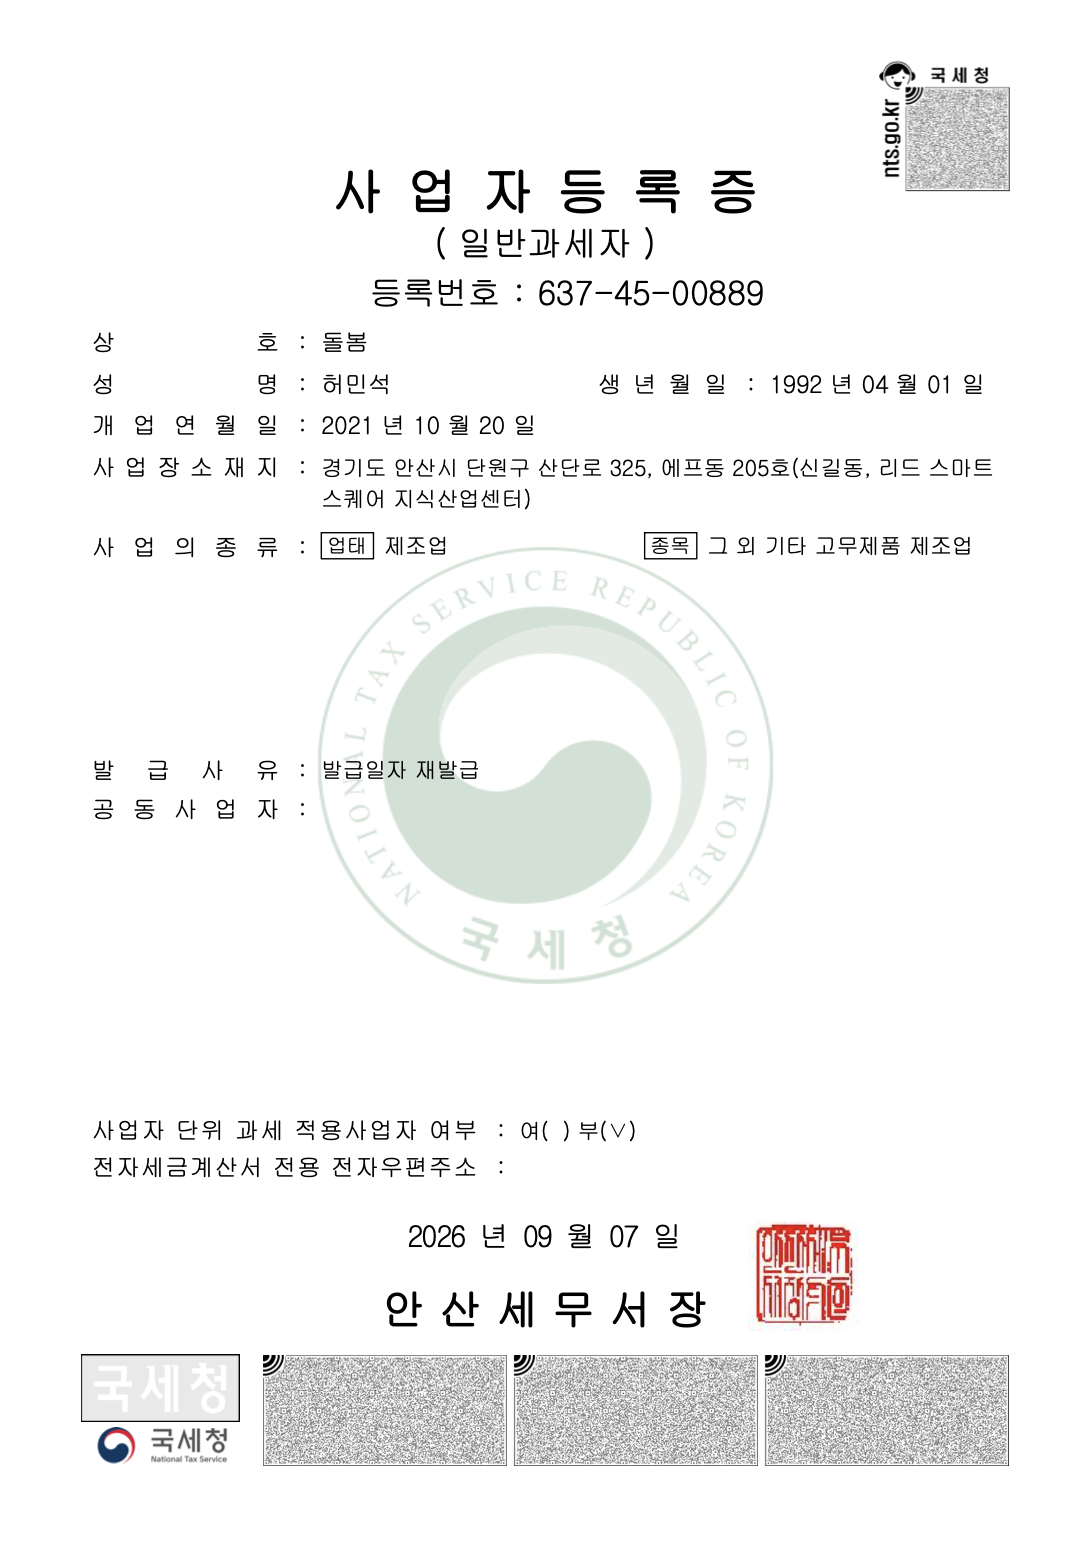 국세청
nts.go.kr
사업자등록증
( 일반과세자 )
등록번호 : 637-45-00889
상 호 : 돌봄
성 명 : 허민석 생년월일 : 1992 년 04 월 01 일
개업연월일 : 2021 년 10 월 20 일
사업장소재지 : 경기도 안산시 단원구 산단로 325, 에프동 205호(신길동, 리드 스마트
스퀘어 지식산업센터)
사업의종류 : 업태 제조업 종목 그 외 기타 고무제품 제조업
NATIONAL TAX SERVICE REPUBLIC OF KOREA
발급사유 : 발급일자 재발급
공동사업자 :
국세청
사업자 단위 과세 적용사업자 여부 : 여( ) 부(∨)
전자세금계산서 전용 전자우편주소 :
2026 년 09 월 07 일
안산세무서장
국세청
국세청
National Tax Service